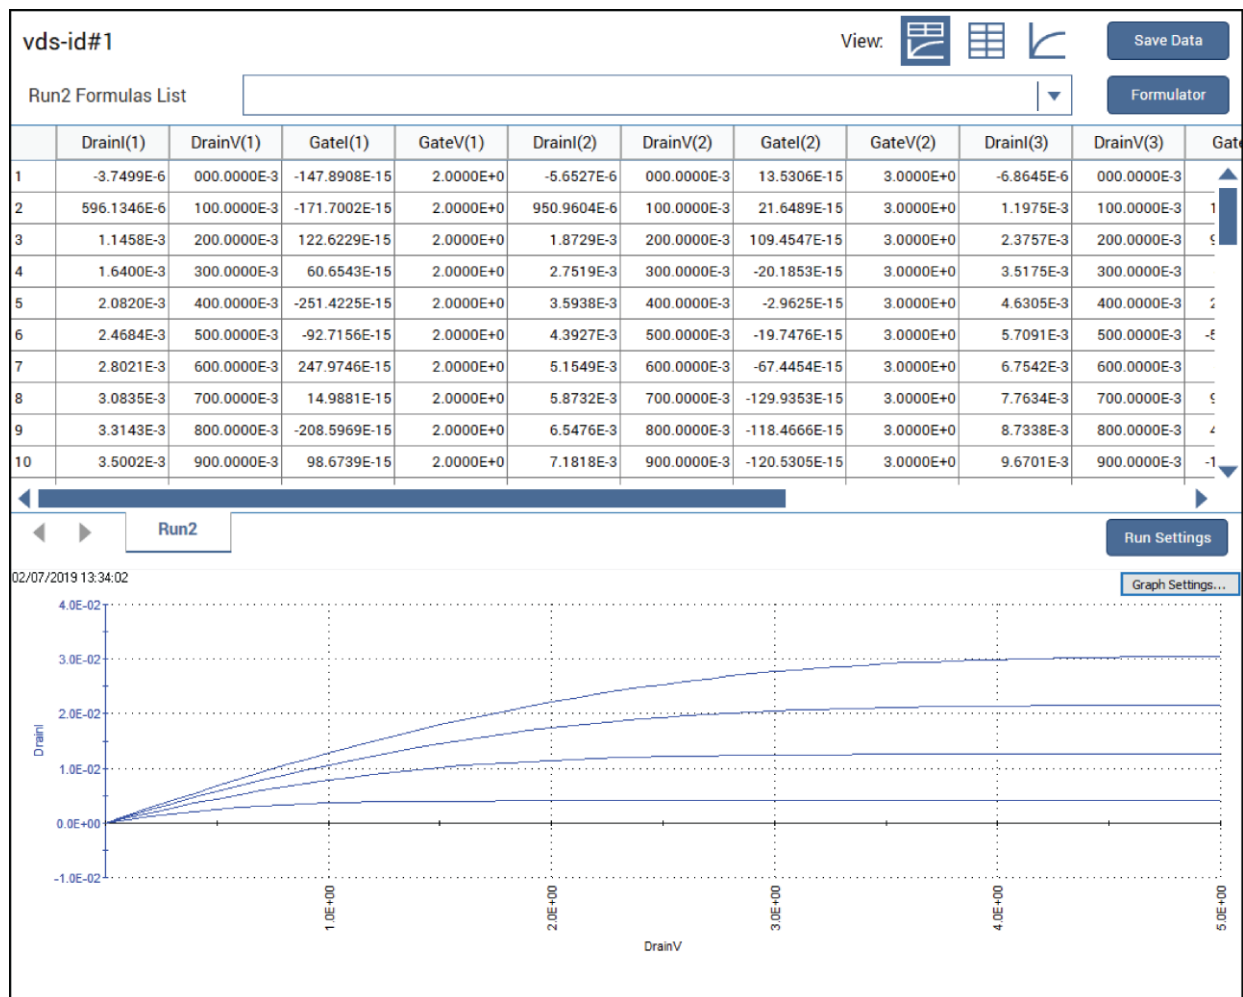 vds-id#1 View: Save Data
Run2 Formulas List Formulator
DrainI(1) DrainV(1) GateI(1) GateV(1) DrainI(2) DrainV(2) GateI(2) GateV(2) DrainI(3) DrainV(3) Gate
1 -3.7499E-6 000.0000E-3 -147.8908E-15 2.0000E+0 -5.6527E-6 000.0000E-3 13.5306E-15 3.0000E+0 -6.8645E-6 000.0000E-3
2 596.1346E-6 100.0000E-3 -171.7002E-15 2.0000E+0 950.9604E-6 100.0000E-3 21.6489E-15 3.0000E+0 1.1975E-3 100.0000E-3 1
3 1.1458E-3 200.0000E-3 122.6229E-15 2.0000E+0 1.8729E-3 200.0000E-3 109.4547E-15 3.0000E+0 2.3757E-3 200.0000E-3
4 1.6400E-3 300.0000E-3 60.6543E-15 2.0000E+0 2.7519E-3 300.0000E-3 -20.1853E-15 3.0000E+0 3.5175E-3 300.0000E-3
5 2.0820E-3 400.0000E-3 -251.4225E-15 2.0000E+0 3.5938E-3 400.0000E-3 -2.9625E-15 3.0000E+0 4.6305E-3 400.0000E-3
6 2.4684E-3 500.0000E-3 -92.7156E-15 2.0000E+0 4.3927E-3 500.0000E-3 -19.7476E-15 3.0000E+0 5.7091E-3 500.0000E-3
7 2.8021E-3 600.0000E-3 247.9746E-15 2.0000E+0 5.1549E-3 600.0000E-3 -67.4454E-15 3.0000E+0 6.7542E-3 600.0000E-3
8 3.0835E-3 700.0000E-3 14.9881E-15 2.0000E+0 5.8732E-3 700.0000E-3 -129.9353E-15 3.0000E+0 7.7634E-3 700.0000E-3
9 3.3143E-3 800.0000E-3 -208.5969E-15 2.0000E+0 6.5476E-3 800.0000E-3 -118.4666E-15 3.0000E+0 8.7338E-3 800.0000E-3
10 3.5002E-3 900.0000E-3 98.6739E-15 2.0000E+0 7.1818E-3 900.0000E-3 -120.5305E-15 3.0000E+0 9.6701E-3 900.0000E-3 -1
Run2 Run Settings
02/07/2019 13:34:02 Graph Settings...
4.0E-02
3.0E-02
2.0E-02
DrainI
1.0E-02
0.0E+00
-1.0E-02
1.0E+00 2.0E+00 3.0E+00 4.0E+00 5.0E+00
DrainV